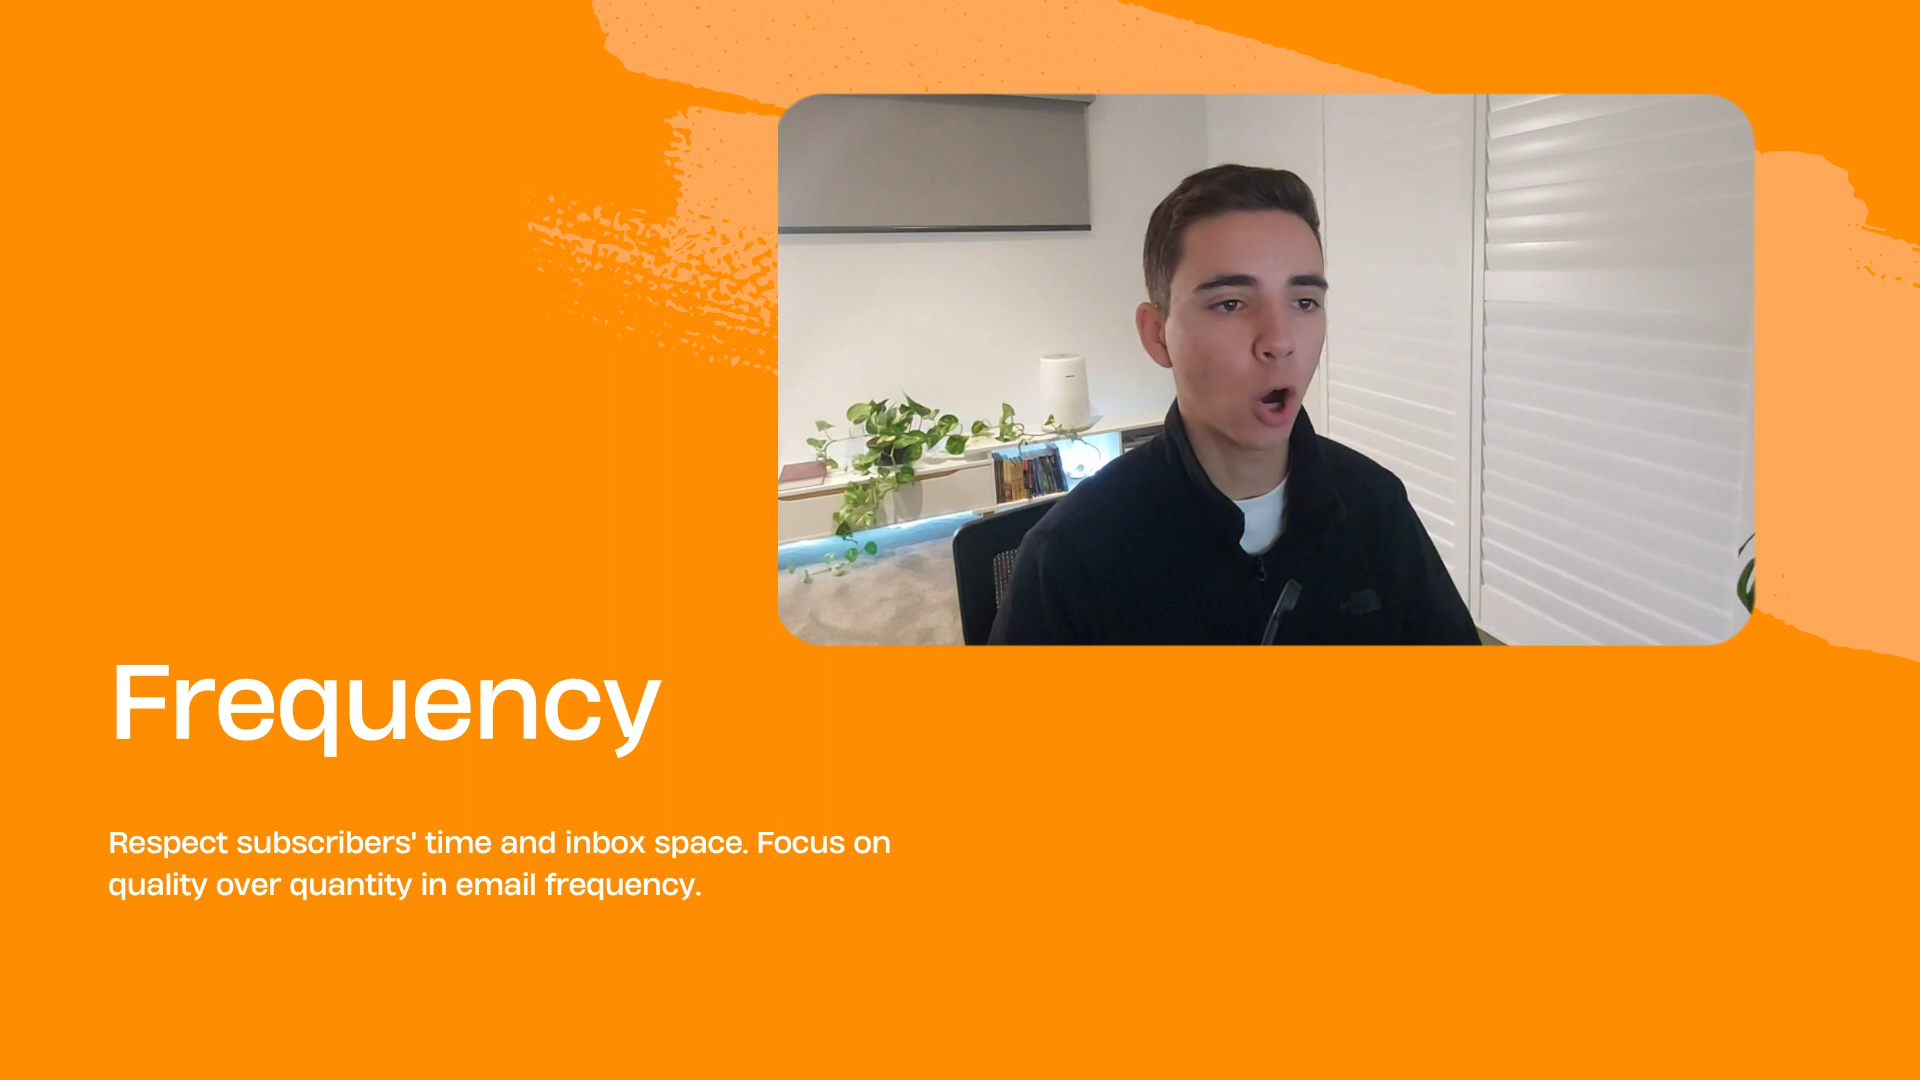 Frequency
Respect subscribers' time and inbox space. Focus on
quality over quantity in email frequency.